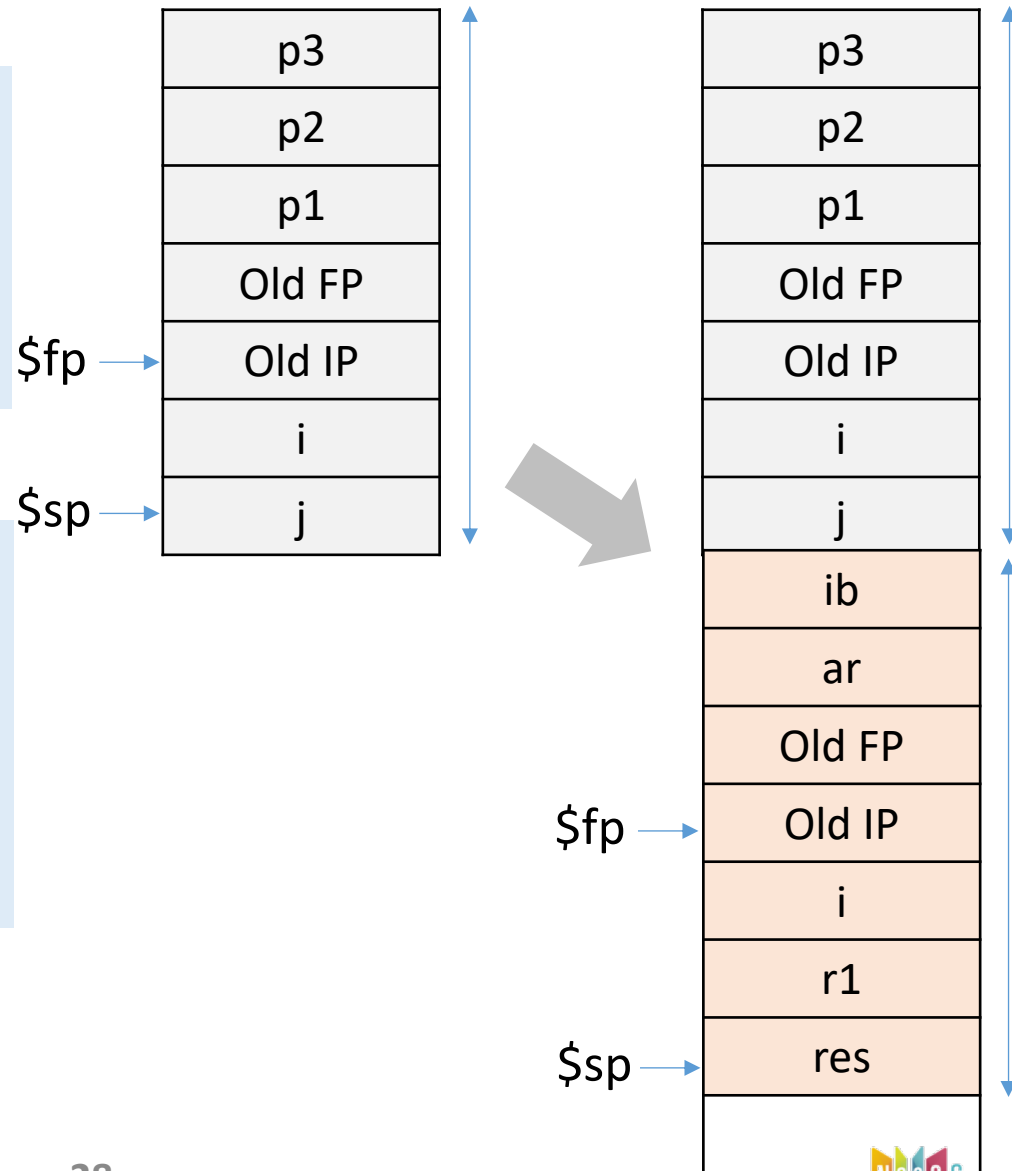 p3
p2
p1
Old FP
$fp
Old IP
i
$sp
j
p3
p2
p1
Old FP
Old IP
i
j
ib
ar
Old FP
$fp
Old IP
i
r1
$sp
res